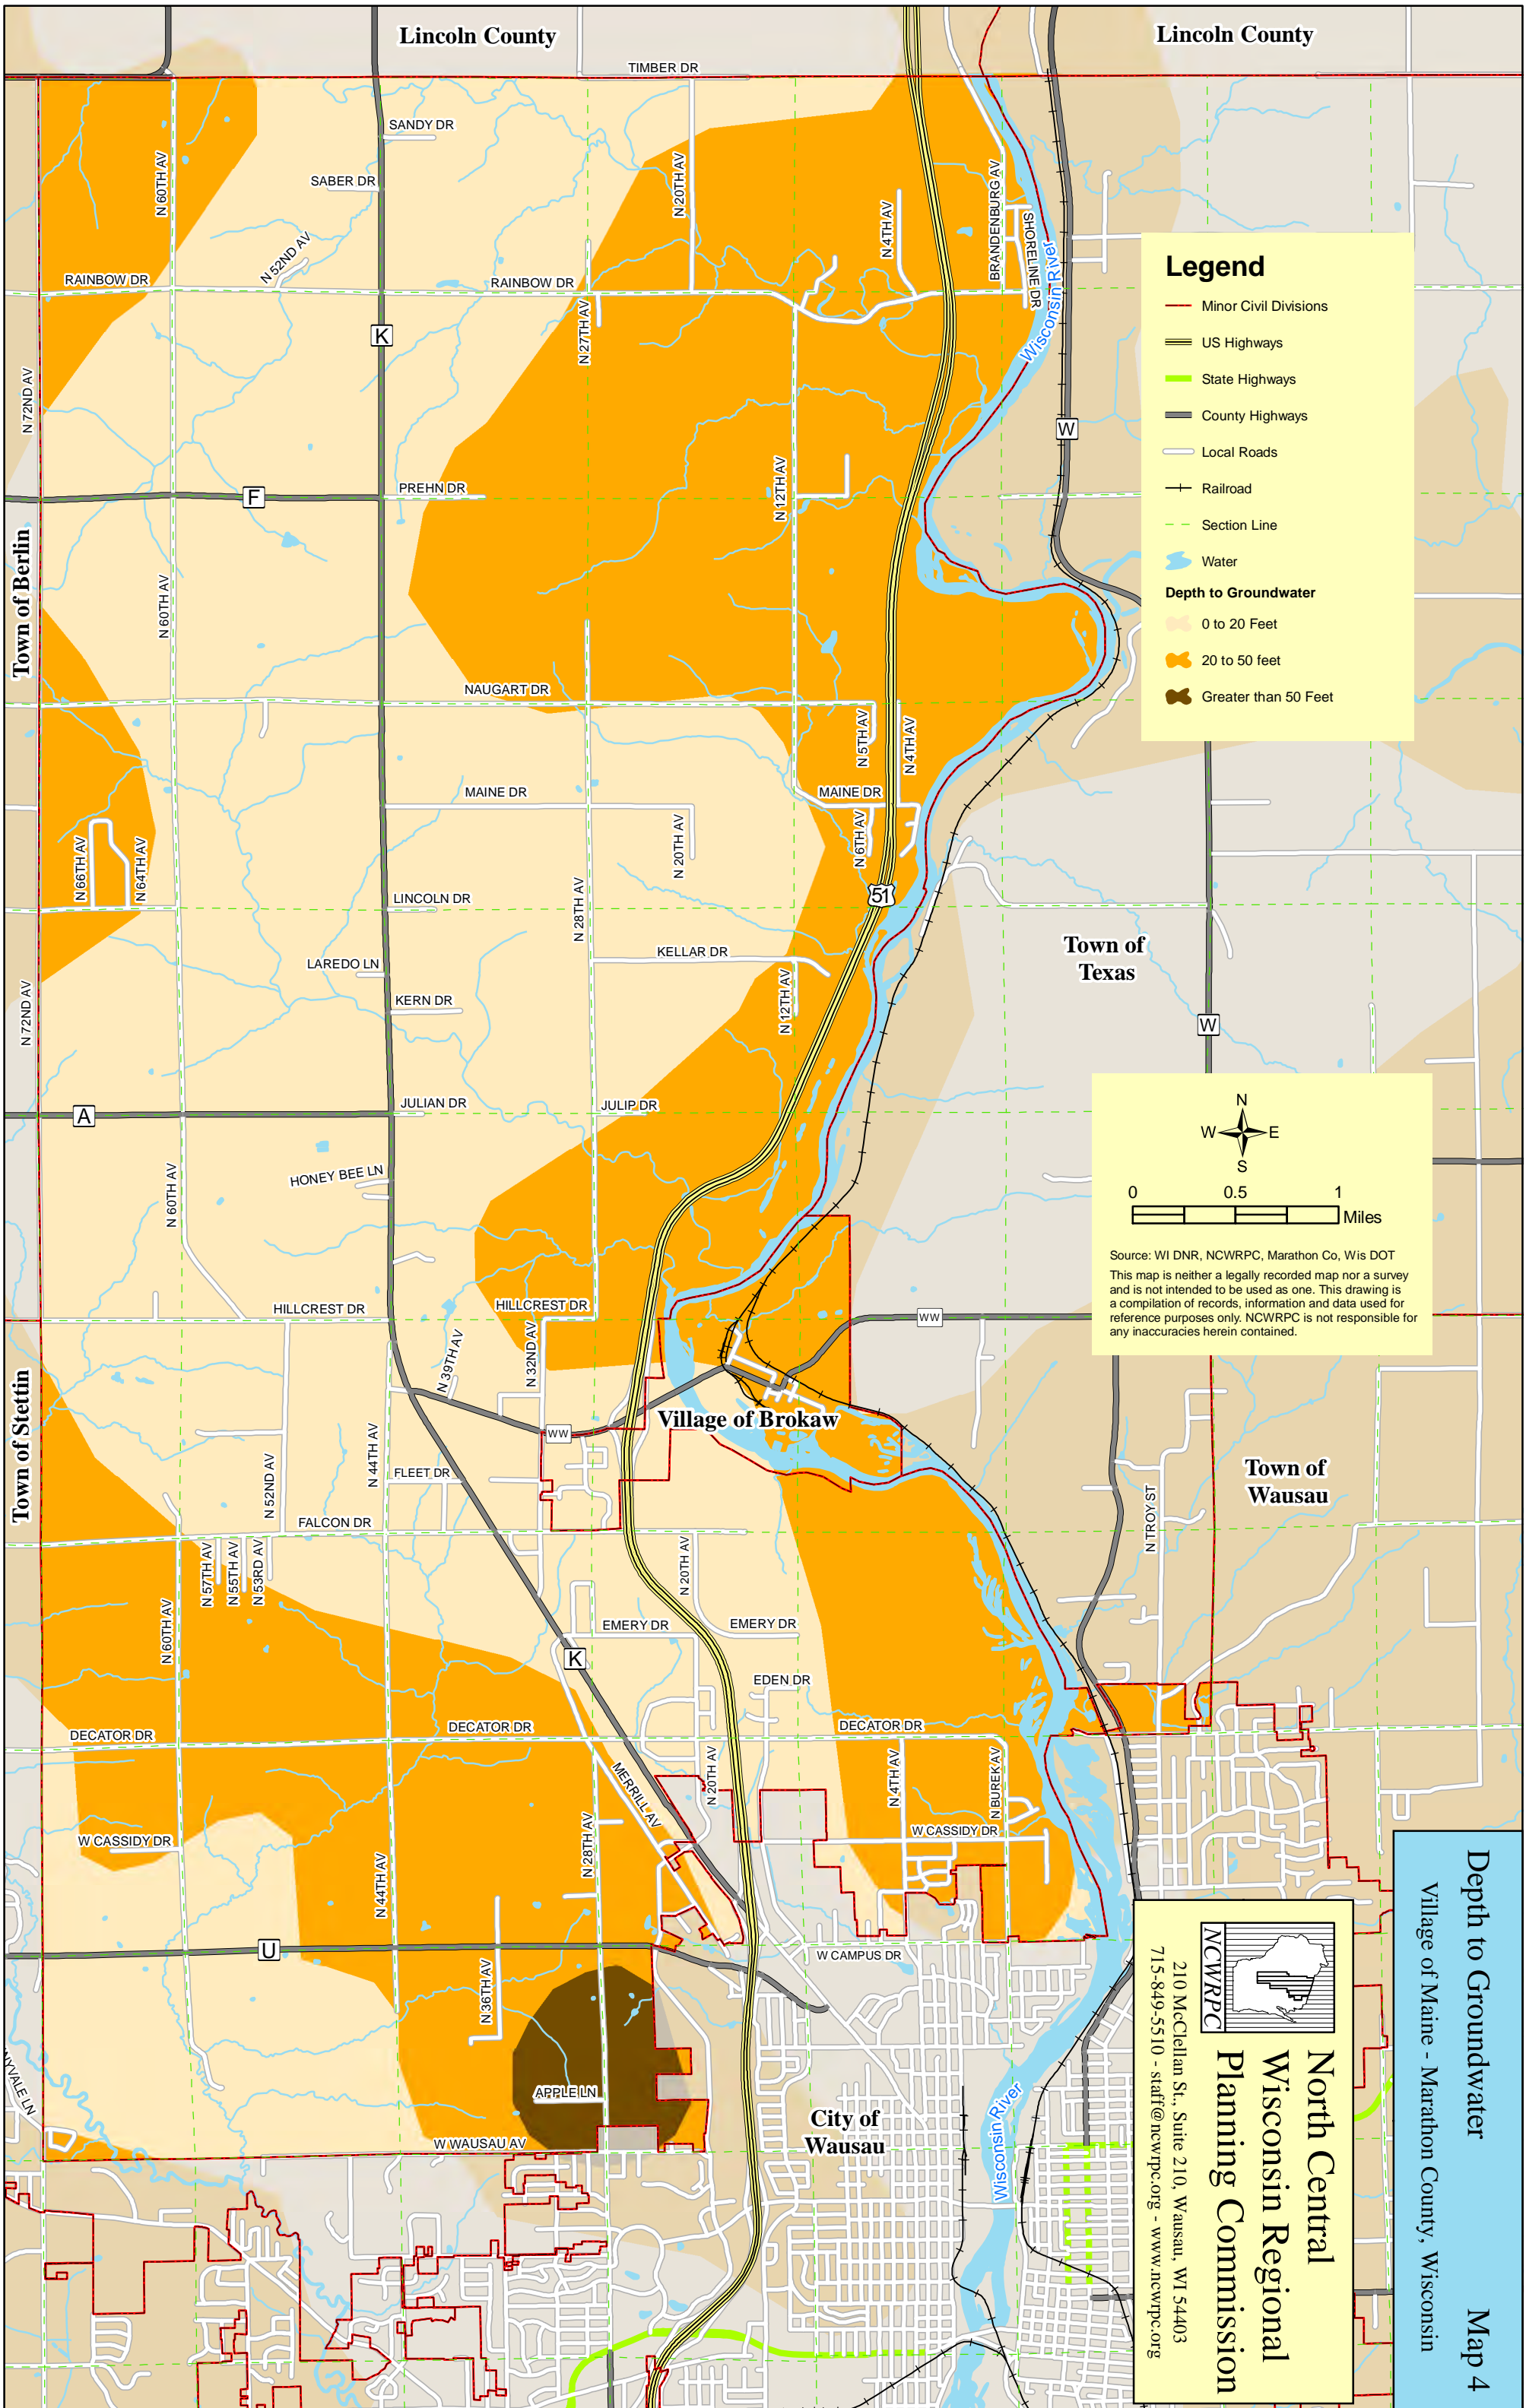 Lincoln County
Lincoln County
TIMBER DR
SANDY DR
SABER DR
N 60TH AV
N 20TH AV
N 4TH AV
BRANDENBURG AV
SHORELINE DR
Wisconsin River
N 52ND AV
RAINBOW DR
RAINBOW DR
N 27TH AV
K
N 72ND AV
W
F
PREHN DR
N 12TH AV
Town of Berlin
N 60TH AV
NAUGART DR
N 5TH AV
N 4TH AV
MAINE DR
MAINE DR
N 66TH AV
N 64TH AV
N 20TH AV
N 6TH AV
51
LINCOLN DR
N 28TH AV
LAREDO LN
KELLAR DR
KERN DR
N 12TH AV
N 72ND AV
Town of
Texas
W
A
JULIAN DR
JULIP DR
HONEY BEE LN
N 60TH AV
HILLCREST DR
HILLCREST DR
N 39TH AV
N 32ND AV
WW
WW
Village of Brokaw
Town of Stettin
N 52ND AV
N 44TH AV
FLEET DR
FALCON DR
N TROY ST
Town of
Wausau
N 57TH AV
N 55TH AV
N 53RD AV
N 20TH AV
N 60TH AV
EMERY DR
EMERY DR
K
EDEN DR
DECATOR DR
DECATOR DR
DECATOR DR
MERRILL AV
N 20TH AV
N 4TH AV
N BUREK AV
W CASSIDY DR
W CASSIDY DR
N 28TH AV
N 44TH AV
U
W CAMPUS DR
N 36TH AV
APPLE LN
W WAUSAU AV
City of
Wausau
Wisconsin River
Legend
Minor Civil Divisions
US Highways
State Highways
County Highways
Local Roads
Railroad
Section Line
Water
Depth to Groundwater
0 to 20 Feet
20 to 50 feet
Greater than 50 Feet
N
W E
S
0 0.5 1
Miles
Source: WI DNR, NCWRPC, Marathon Co, Wis DOT
This map is neither a legally recorded map nor a survey
and is not intended to be used as one. This drawing is
a compilation of records, information and data used for
reference purposes only. NCWRPC is not responsible for
any inaccuracies herein contained.
Depth to Groundwater Map 4
Village of Maine - Marathon County, Wisconsin
NCWRPC
North Central
Wisconsin Regional
Planning Commission
210 McClellan St., Suite 210, Wausau, WI 54403
715-849-5510 - staff@ncwrpc.org - www.ncwrpc.org